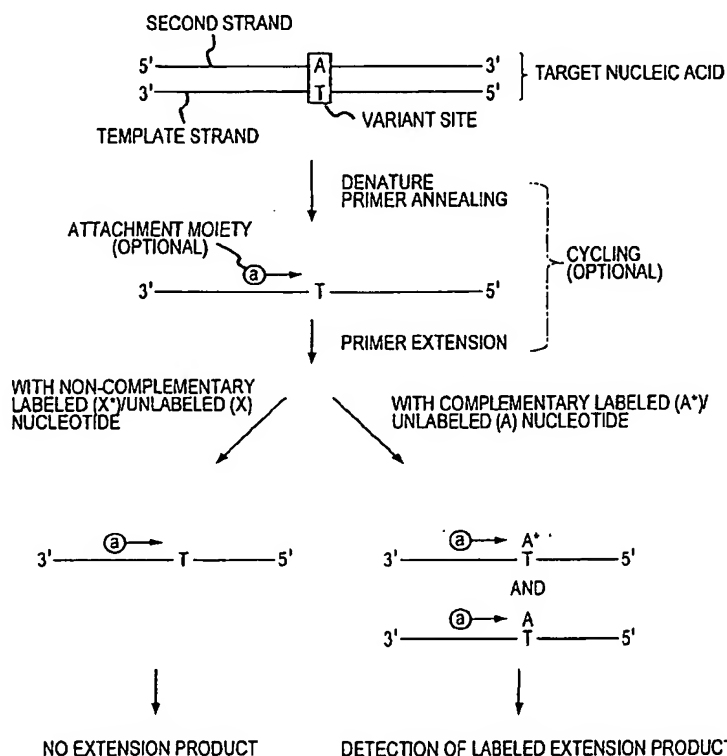 SECOND STRAND
5' A 3'
3' T 5'
TARGET NUCLEIC ACID
TEMPLATE STRAND
VARIANT SITE
DENATURE
PRIMER ANNEALING
ATTACHMENT MOIETY
(OPTIONAL)
a
3' T 5'
CYCLING
(OPTIONAL)
PRIMER EXTENSION
WITH NON-COMPLEMENTARY
LABELED (X*)/UNLABELED (X)
NUCLEOTIDE
WITH COMPLEMENTARY LABELED (A*)/
UNLABELED (A) NUCLEOTIDE
a
3' T 5'
a A*
3' T 5'
AND
a A
3' T 5'
NO EXTENSION PRODUCT
DETECTION OF LABELED EXTENSION PRODUCT